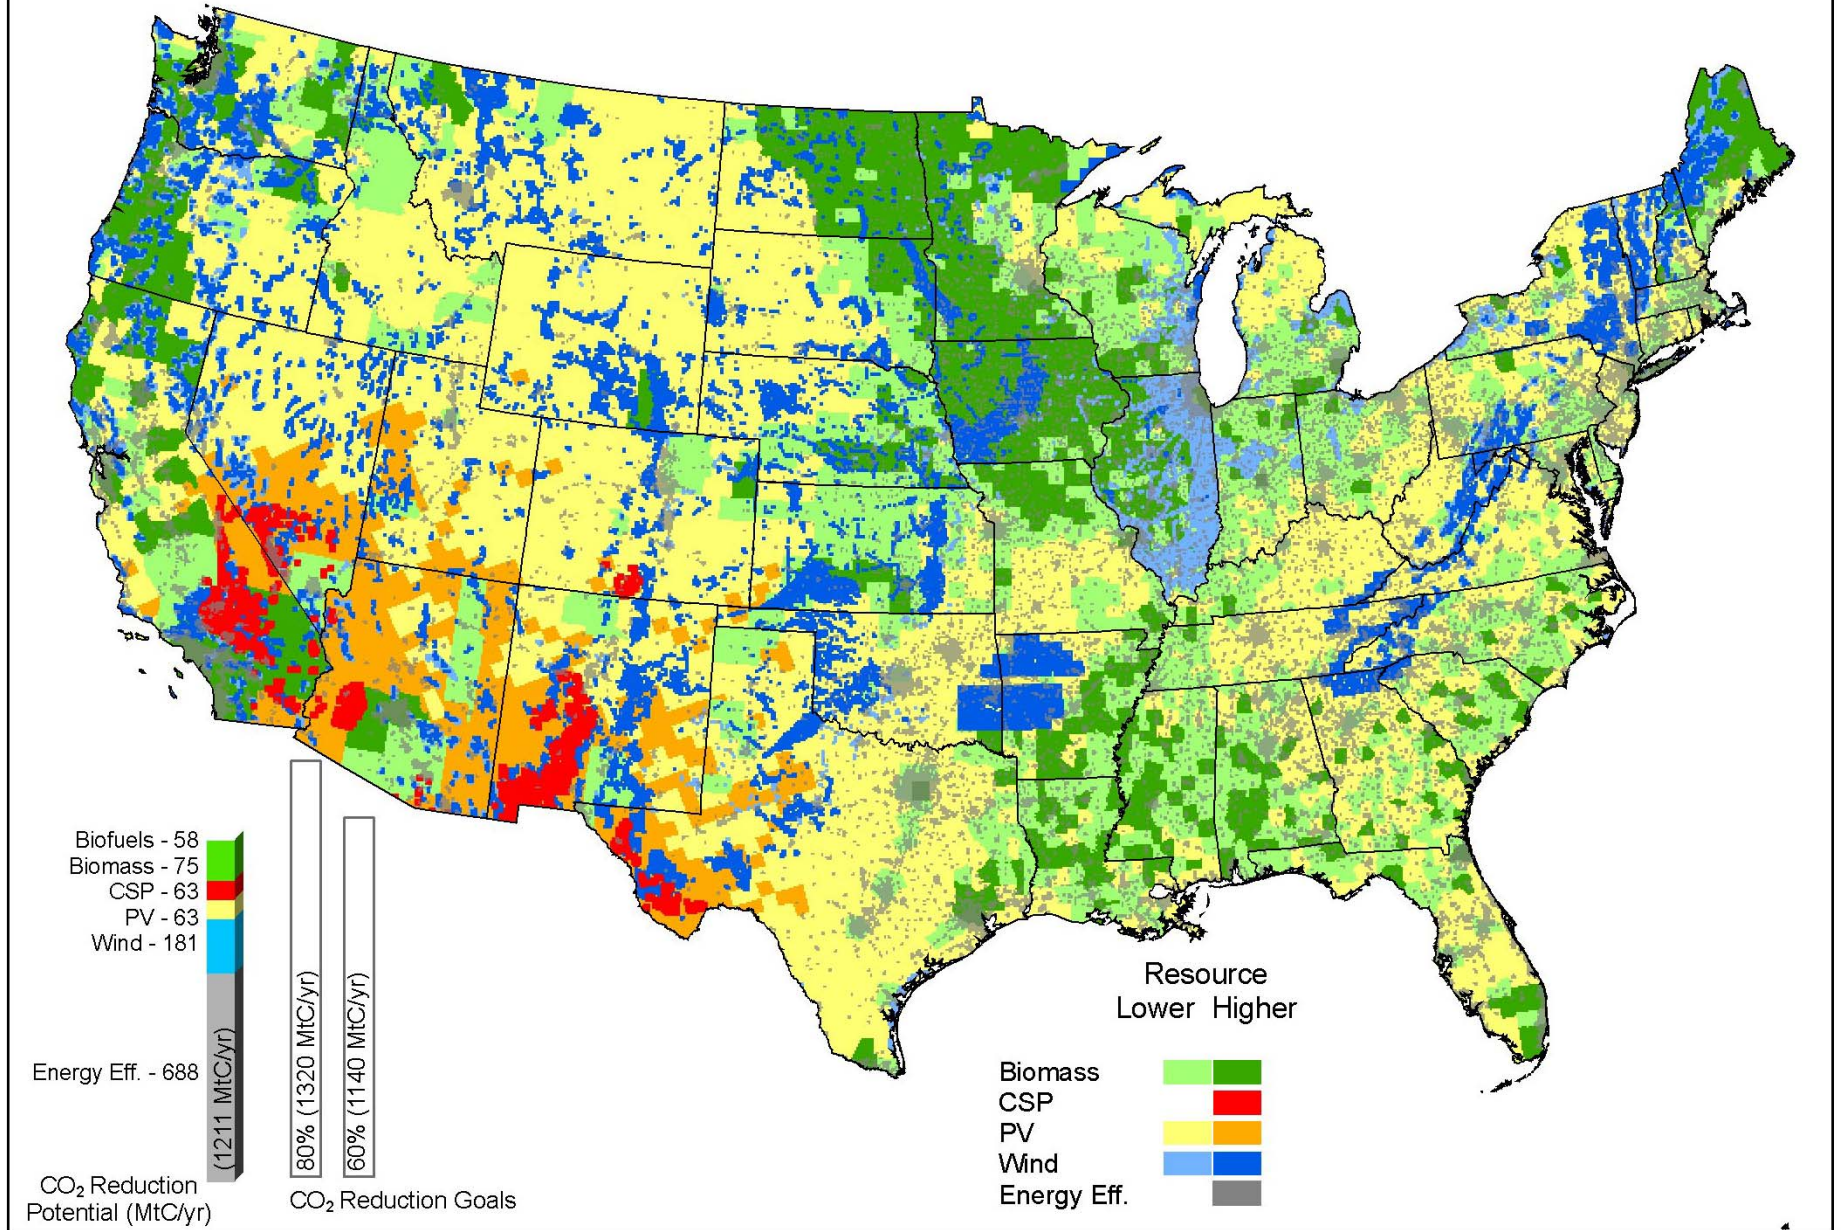 Biofuels - 58
Biomass - 75
CSP - 63
PV - 63
Wind - 181
Energy Eff. - 688
(1211 MtC/yr)
CO₂ Reduction
Potential (MtC/yr)
80% (1320 MtC/yr)
60% (1140 MtC/yr)
CO₂ Reduction Goals
Resource
Lower Higher
Biomass
CSP
PV
Wind
Energy Eff.